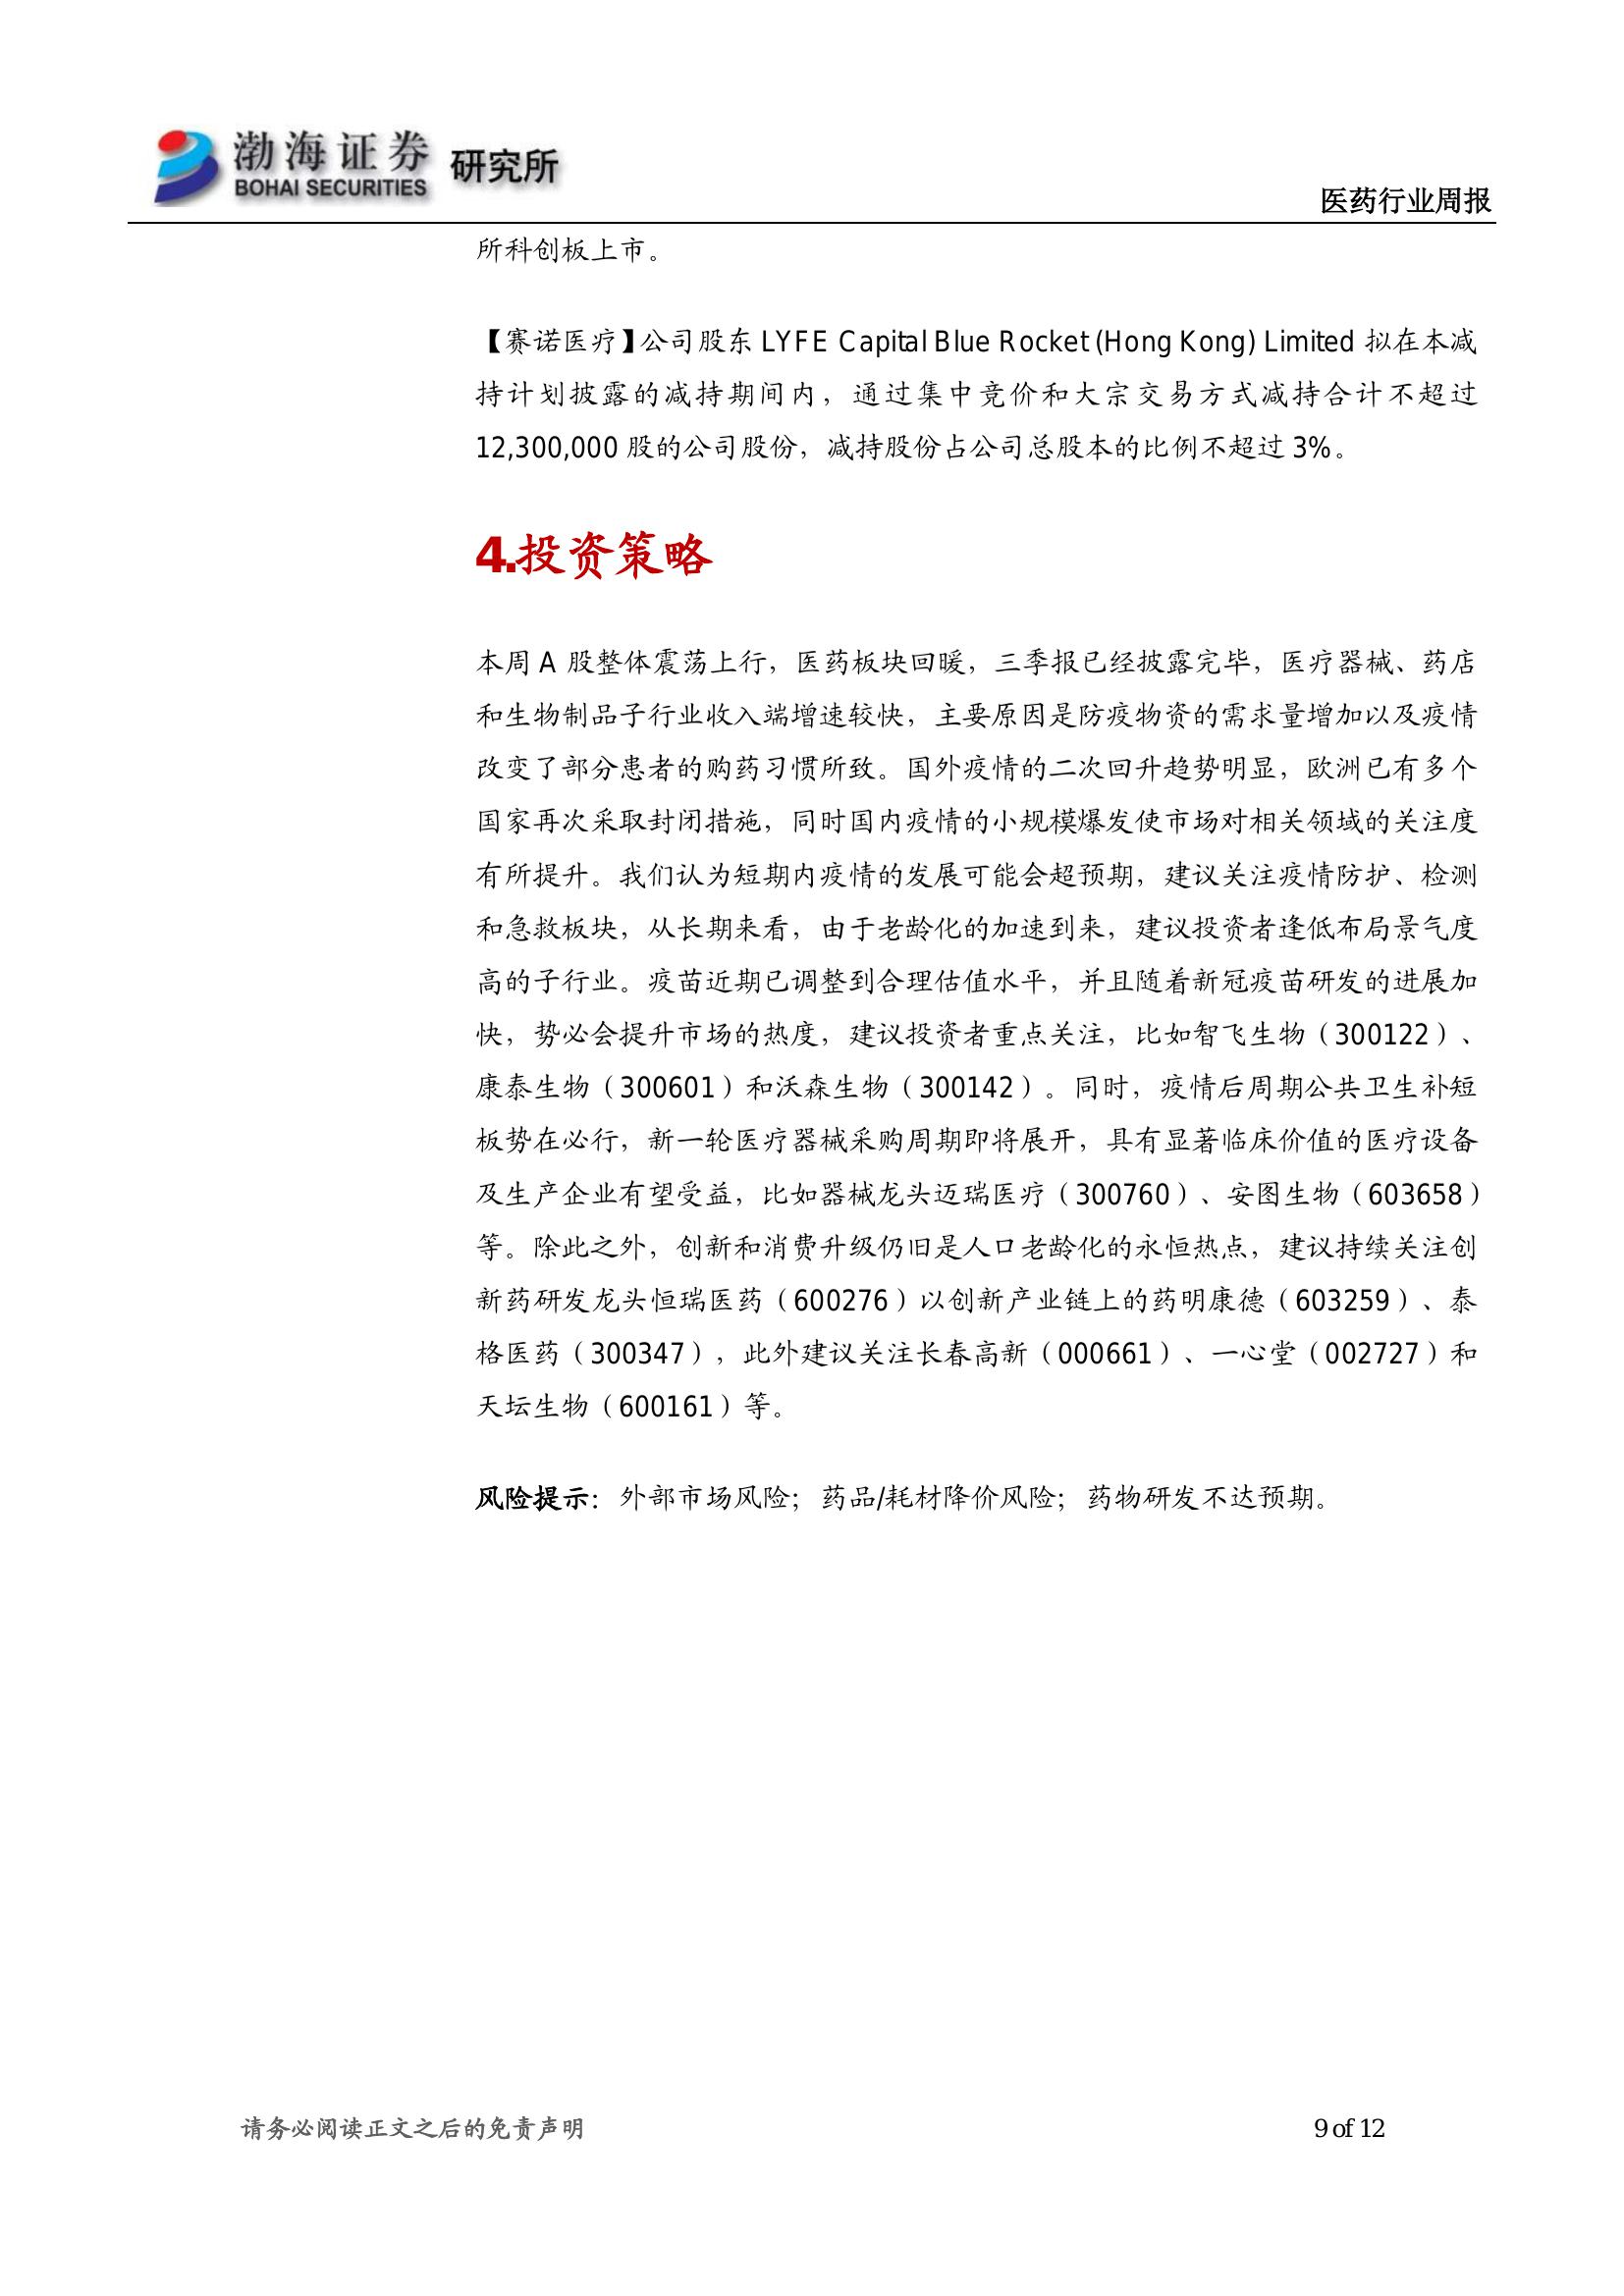 渤海证券 研究所
BOHAI SECURITIES
医药行业周报
所科创板上市。
【赛诺医疗】公司股东 LYFE Capital Blue Rocket (Hong Kong) Limited 拟在本减
持计划披露的减持期间内，通过集中竞价和大宗交易方式减持合计不超过
12,300,000 股的公司股份，减持股份占公司总股本的比例不超过 3%。
4.投资策略
本周 A 股整体震荡上行，医药板块回暖，三季报已经披露完毕，医疗器械、药店
和生物制品子行业收入端增速较快，主要原因是防疫物资的需求量增加以及疫情
改变了部分患者的购药习惯所致。国外疫情的二次回升趋势明显，欧洲已有多个
国家再次采取封闭措施，同时国内疫情的小规模爆发使市场对相关领域的关注度
有所提升。我们认为短期内疫情的发展可能会超预期，建议关注疫情防护、检测
和急救板块，从长期来看，由于老龄化的加速到来，建议投资者逢低布局景气度
高的子行业。疫苗近期已调整到合理估值水平，并且随着新冠疫苗研发的进展加
快，势必会提升市场的热度，建议投资者重点关注，比如智飞生物（300122）、
康泰生物（300601）和沃森生物（300142）。同时，疫情后周期公共卫生补短
板势在必行，新一轮医疗器械采购周期即将展开，具有显著临床价值的医疗设备
及生产企业有望受益，比如器械龙头迈瑞医疗（300760）、安图生物（603658）
等。除此之外，创新和消费升级仍旧是人口老龄化的永恒热点，建议持续关注创
新药研发龙头恒瑞医药（600276）以创新产业链上的药明康德（603259）、泰
格医药（300347），此外建议关注长春高新（000661）、一心堂（002727）和
天坛生物（600161）等。
风险提示：外部市场风险；药品/耗材降价风险；药物研发不达预期。
请务必阅读正文之后的免责声明
9 of 12